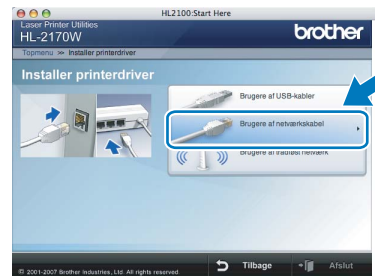 HL2100:Start Here
Laser Printer Utilities
HL-2170W
brother
Topmenu >> Installer printerdriver
Installer printerdriver
Brugere af USB-kabler
Brugere af netværkskabel
Brugere af trådløst netværk
© 2001-2007 Brother Industries, Ltd. All rights reserved
Tilbage
Afslut